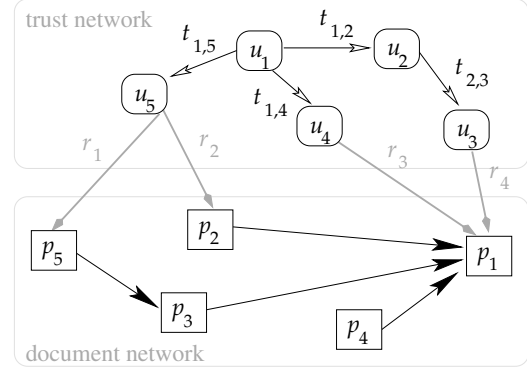 trust network
t1,5
u1
t1,2
u2
t2,3
u5
t1,4
u4
u3
r1
r2
r3
r4
p5
p2
p1
p3
p4
document network